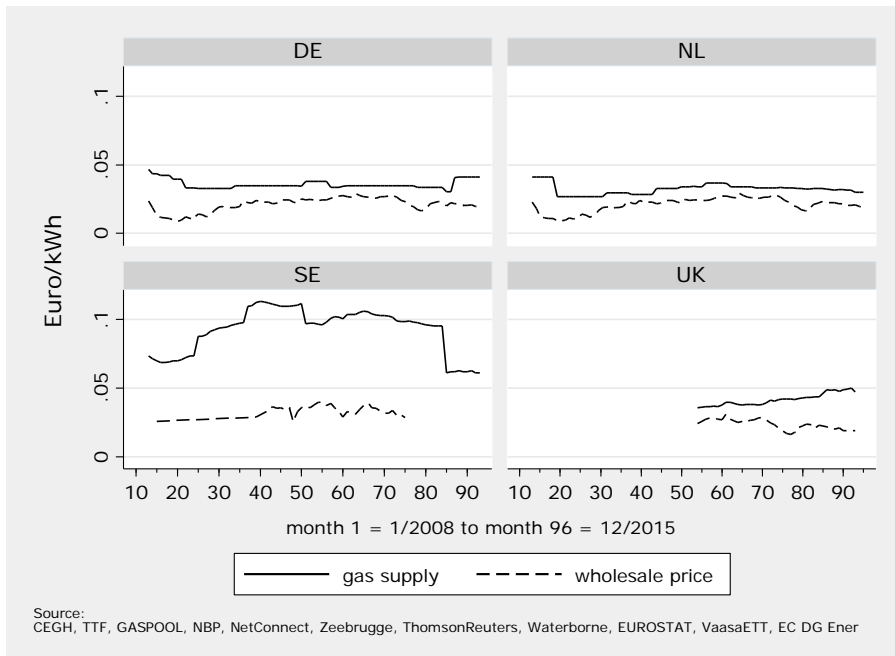 DE
NL
.1
.05
0
SE
UK
.1
.05
0
Euro/kWh
10 20 30 40 50 60 70 80 90
10 20 30 40 50 60 70 80 90
month 1 = 1/2008 to month 96 = 12/2015
gas supply
wholesale price
Source:
CEGH, TTF, GASPOOL, NBP, NetConnect, Zeebrugge, ThomsonReuters, Waterborne, EUROSTAT, VaasaETT, EC DG Ener